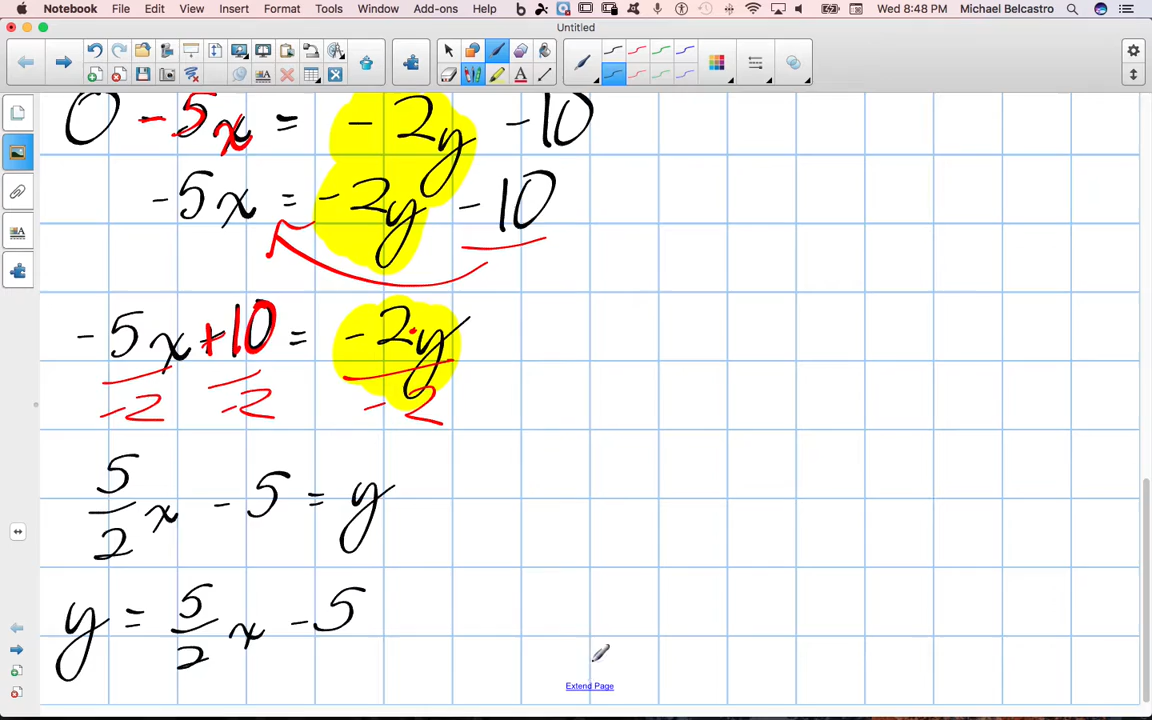 Notebook File Edit View Insert Format Tools Window Add-ons Help Wed 8:48 PM Michael Belcastro
Untitled
0 - 5x = - 2y - 10
-5x = - 2y - 10
- 5x + 10 = - 2 · y
-2 -2 -2
5/2 x - 5 = y
y = 5/2 x - 5
Extend Page